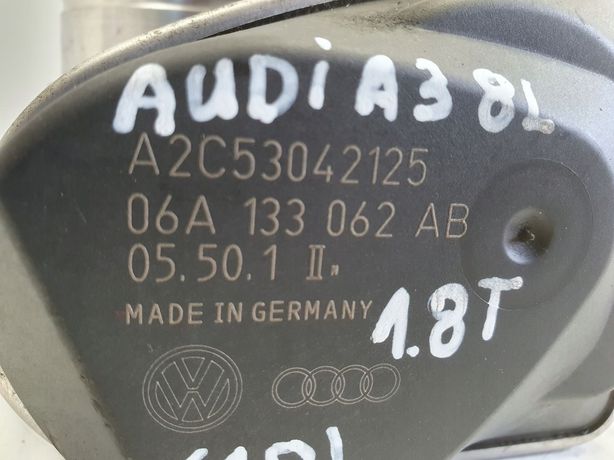 AUDi A3 8L
A2C53042125
06A 133 062 AB
05.50.1 II
MADE IN GERMANY
1.8T